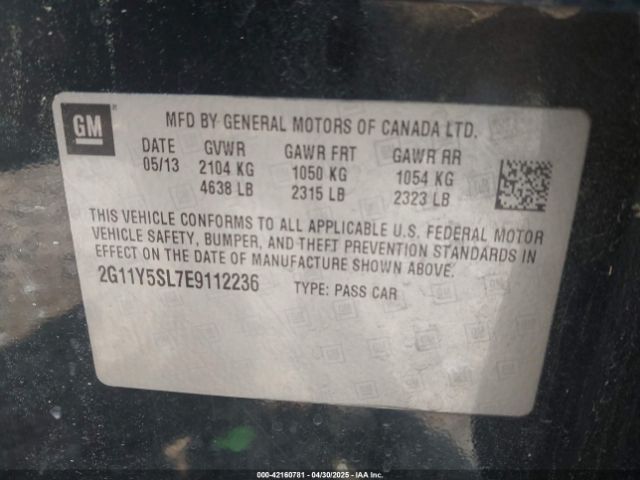 GM
MFD BY GENERAL MOTORS OF CANADA LTD.
DATE GVWR GAWR FRT GAWR RR
05/13 2104 KG 1050 KG 1054 KG
4638 LB 2315 LB 2323 LB
THIS VEHICLE CONFORMS TO ALL APPLICABLE U.S. FEDERAL MOTOR
VEHICLE SAFETY, BUMPER, AND THEFT PREVENTION STANDARDS IN
EFFECT ON THE DATE OF MANUFACTURE SHOWN ABOVE.
2G11Y5SL7E9112236 TYPE: PASS CAR
000-42160781 - 04/30/2025 - IAA Inc.